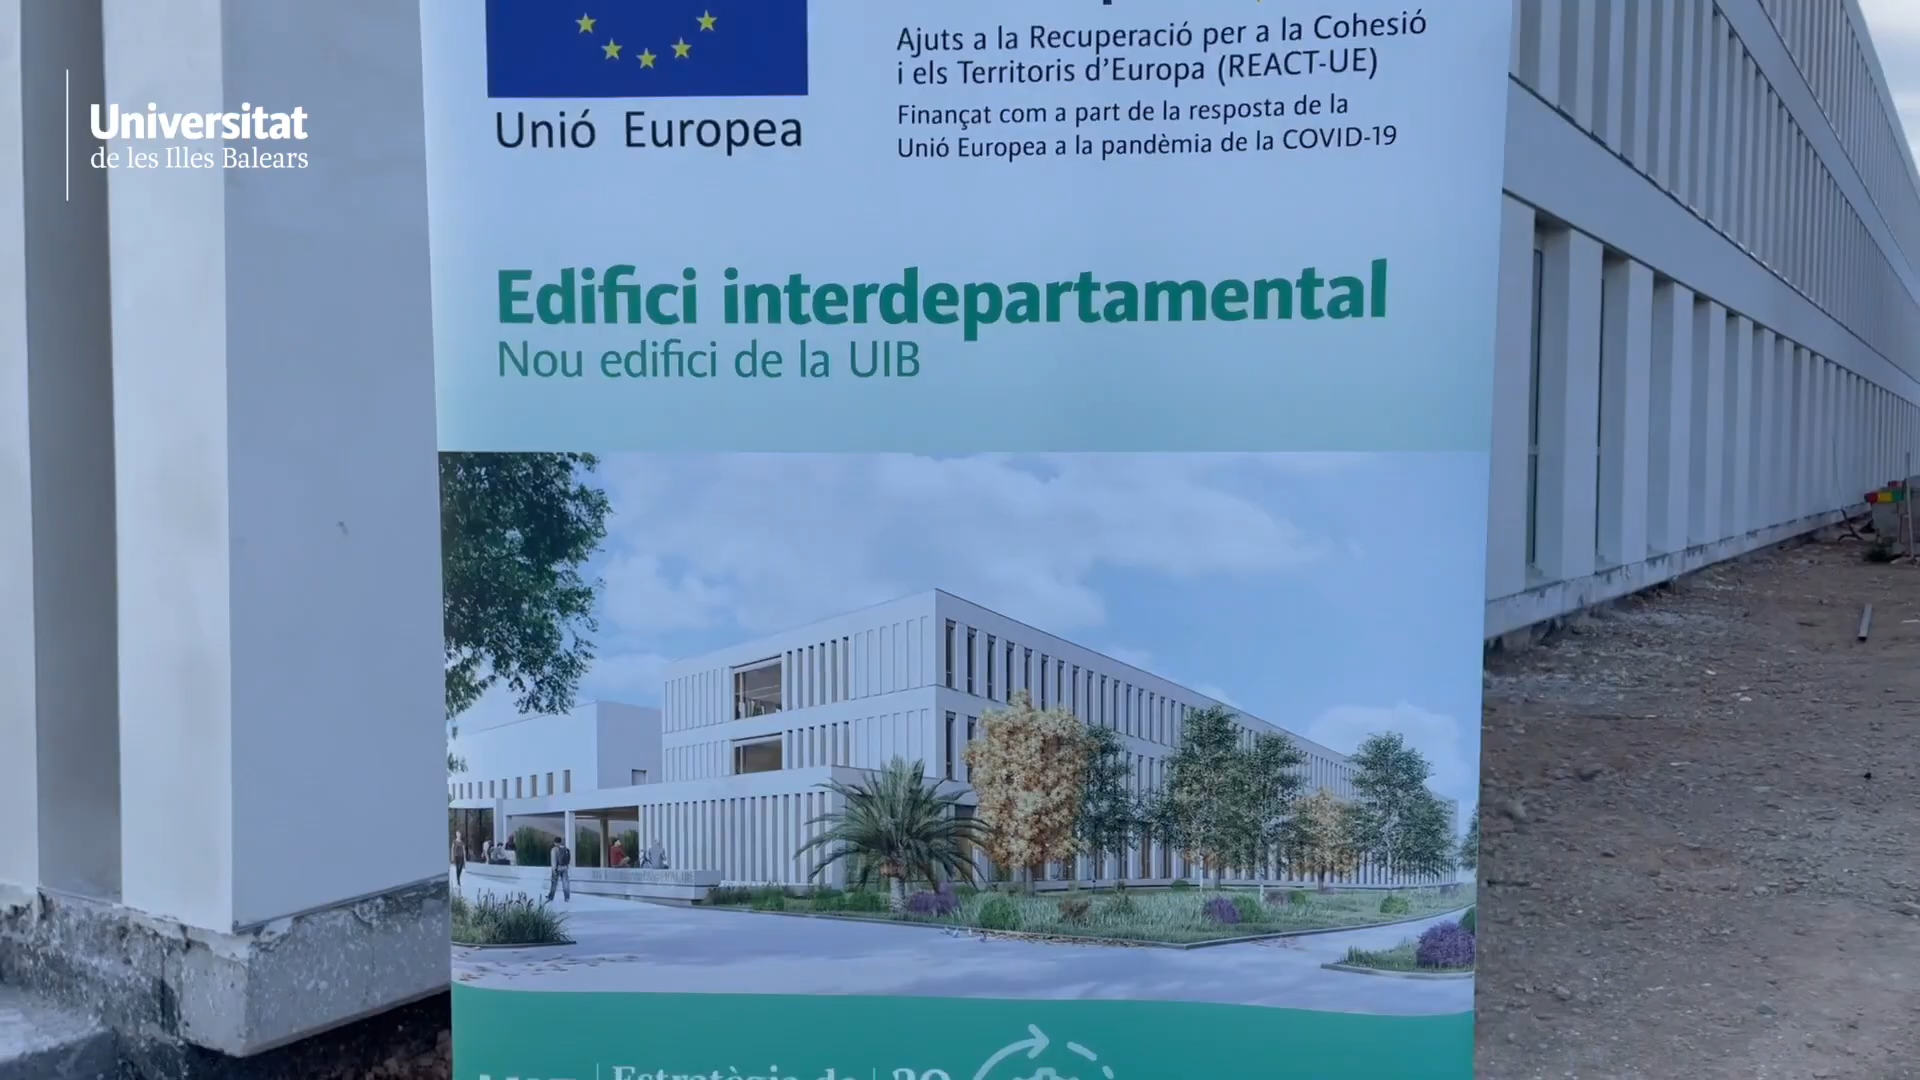 Universitat
de les Illes Balears
Unió Europea
Ajuts a la Recuperació per a la Cohesió
i els Territoris d'Europa (REACT-UE)
Finançat com a part de la resposta de la
Unió Europea a la pandèmia de la COVID-19
Edifici interdepartamental
Nou edifici de la UIB
Estratègia de